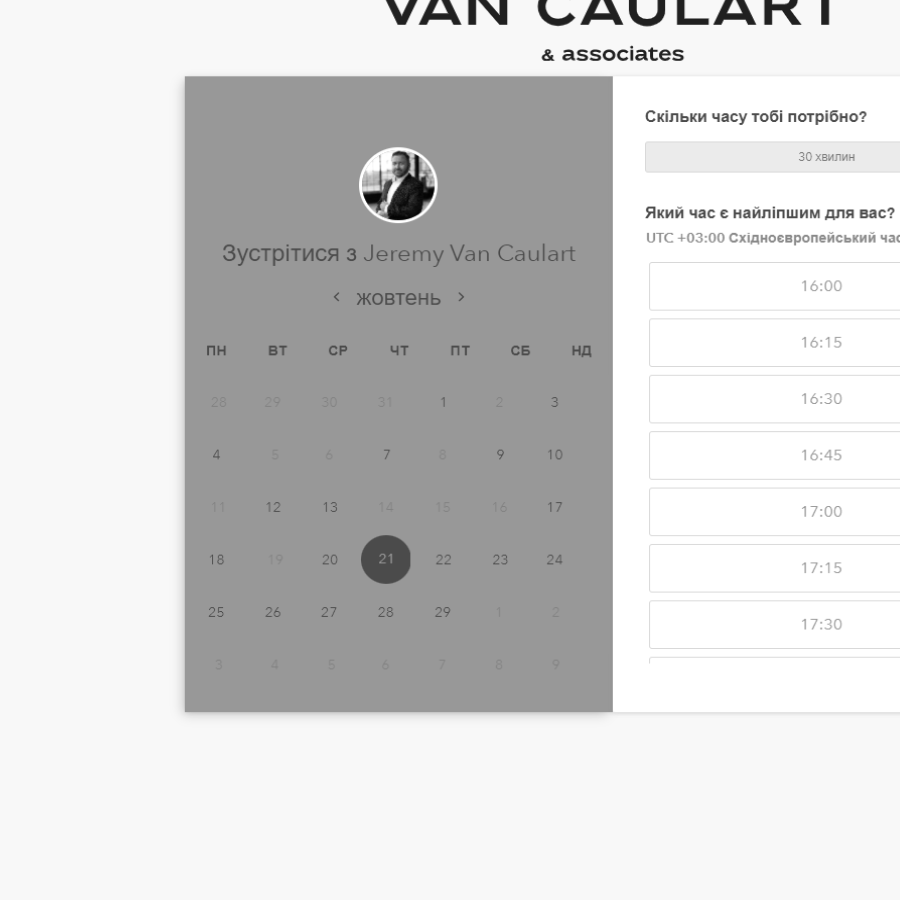 VAN CAULART
& associates
Зустрітися з Jeremy Van Caulart
жовтень
ПН ВТ СР ЧТ ПТ СБ НД
28 29 30 31 1 2 3
4 5 6 7 8 9 10
11 12 13 14 15 16 17
18 19 20 21 22 23 24
25 26 27 28 29 1 2
3 4 5 6 7 8 9
Скільки часу тобі потрібно?
30 хвилин
Який час є найліпшим для вас?
UTC +03:00 Східноєвропейський час
16:00
16:15
16:30
16:45
17:00
17:15
17:30